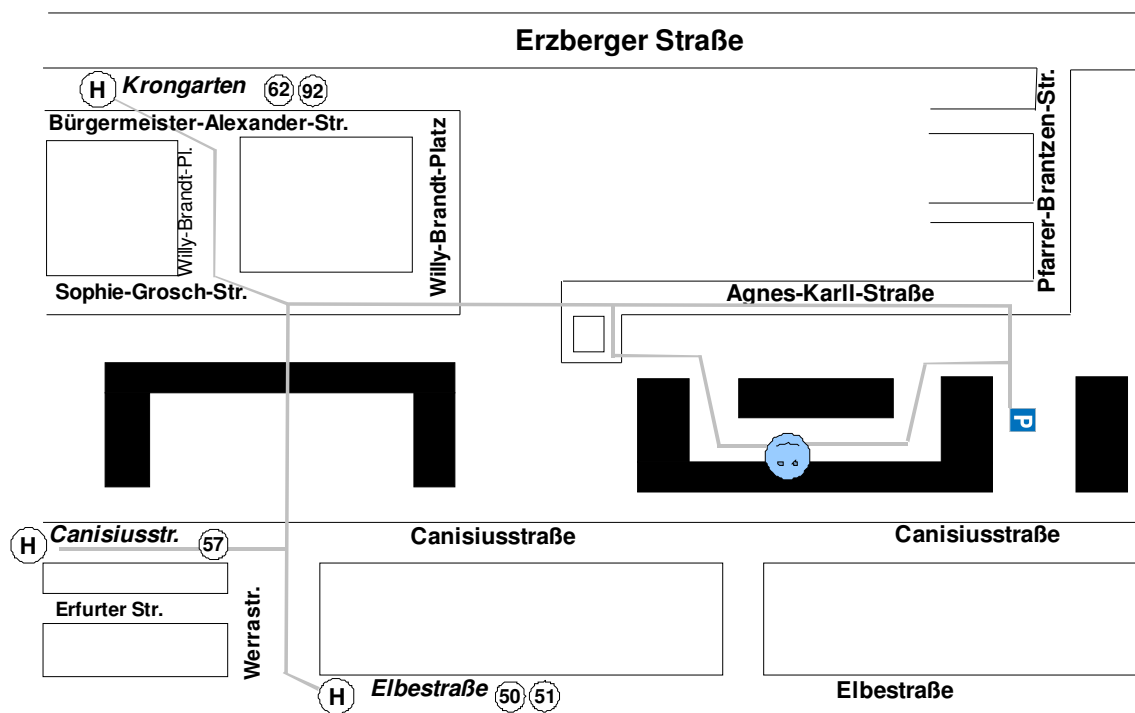 Erzberger Straße
H Krongarten 62 92
Bürgermeister-Alexander-Str.
Willy-Brandt-Pl.
Willy-Brandt-Platz
Pfarrer-Brantzen-Str.
Sophie-Grosch-Str.
Agnes-Karll-Straße
P
H Canisiusstr. 57
Canisiusstraße
Canisiusstraße
Erfurter Str.
Werrastr.
H Elbestraße 50 51
Elbestraße